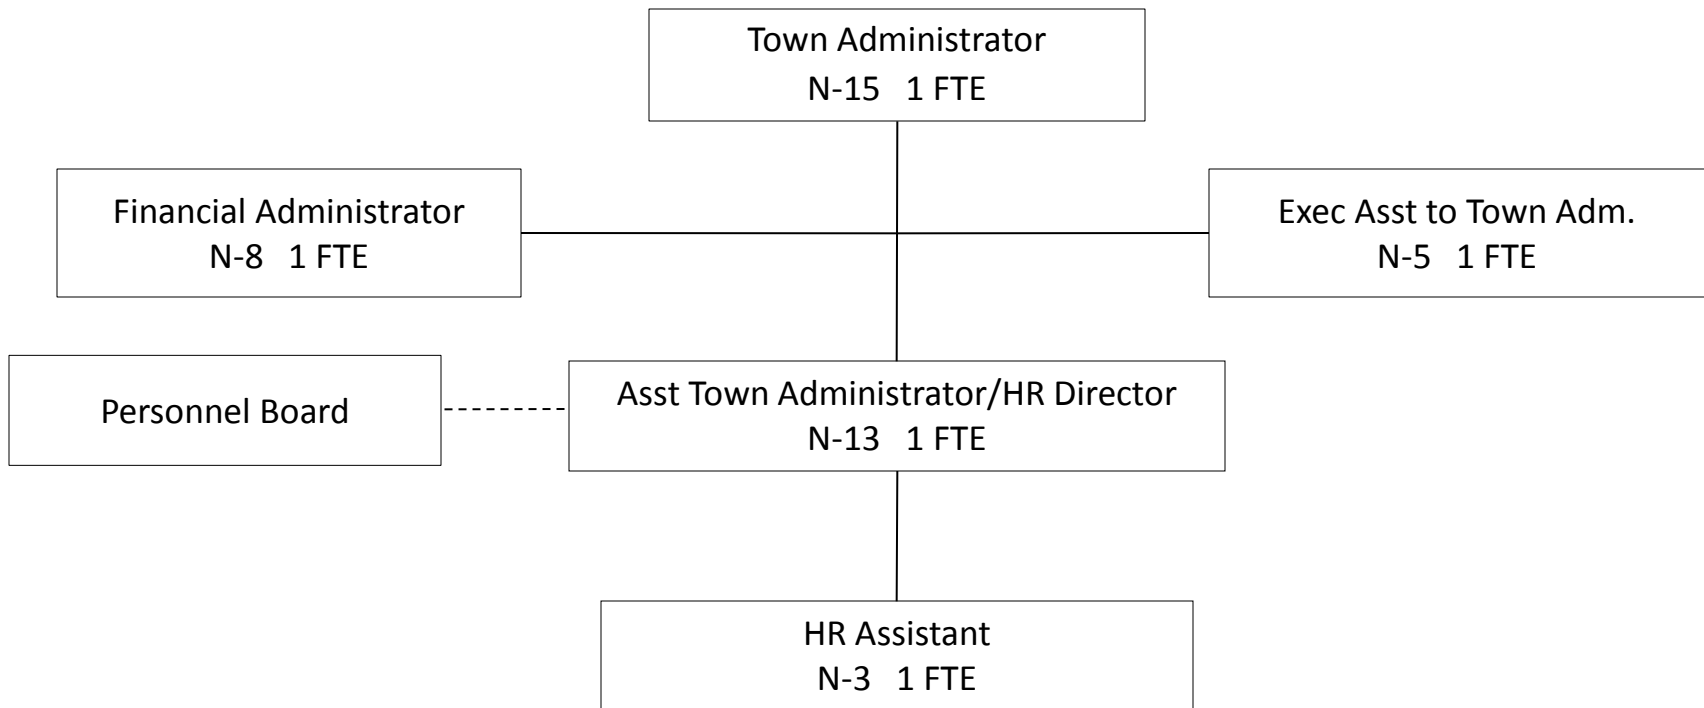 Town Administrator
N-15 1 FTE
Financial Administrator
N-8 1 FTE
Exec Asst to Town Adm.
N-5 1 FTE
Personnel Board
Asst Town Administrator/HR Director
N-13 1 FTE
HR Assistant
N-3 1 FTE